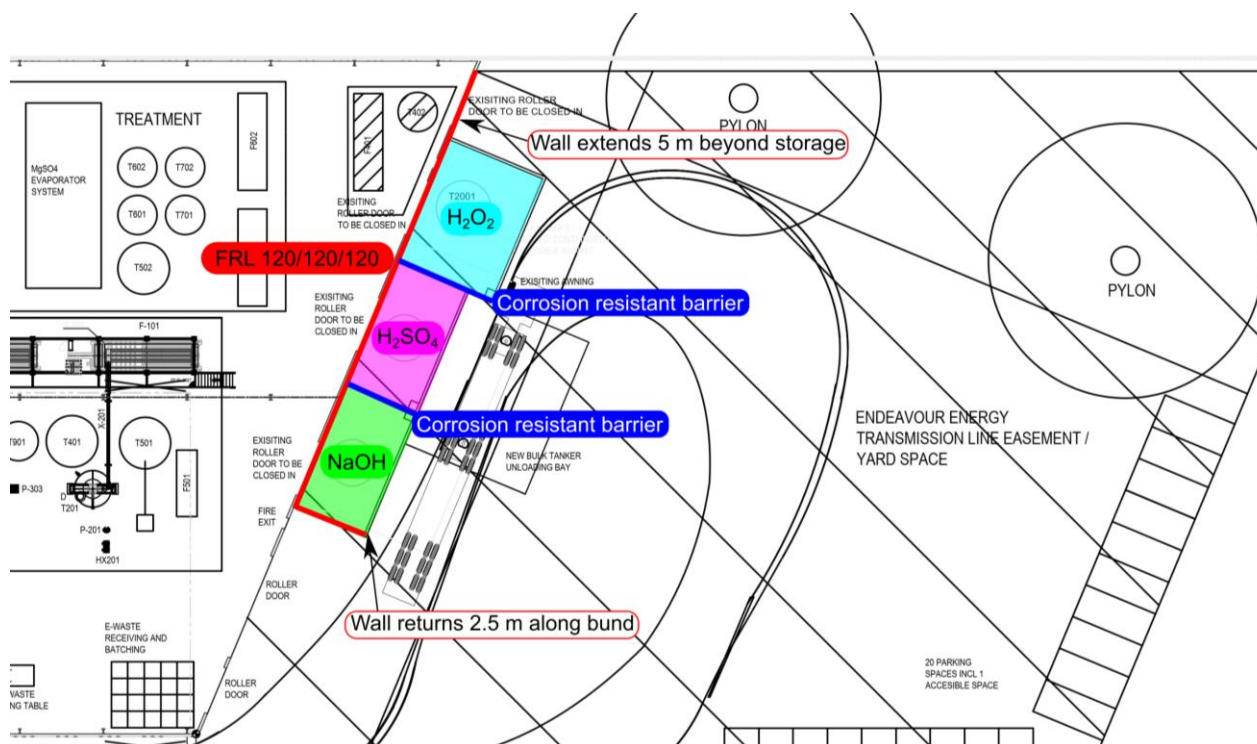 TREATMENT
MgSO4
EVAPORATOR
SYSTEM
T602
T702
T601
T701
T502
F602
T402
EXISITING ROLLER
DOOR TO BE CLOSED IN
Wall extends 5 m beyond storage
PYLON
PYLON
EXISITING
ROLLER DOOR
TO BE CLOSED IN
T2001
H₂O₂
FRL 120/120/120
EXISITING AWNING
Corrosion resistant barrier
EXISITING
ROLLER
DOOR TO BE
CLOSED IN
H₂SO₄
F-101
X-201
Corrosion resistant barrier
NEW BULK TANKER
UNLOADING BAY
ENDEAVOUR ENERGY
TRANSMISSION LINE EASEMENT /
YARD SPACE
T901
T401
T501
F501
EXISITING
ROLLER
DOOR TO BE
CLOSED IN
NaOH
P-303
D
T201
P-201
HX201
FIRE
EXIT
ROLLER
DOOR
Wall returns 2.5 m along bund
E-WASTE
RECEIVING AND
BATCHING
ROLLER
DOOR
WASTE
NG TABLE
20 PARKING
SPACES INCL 1
ACCESIBLE SPACE